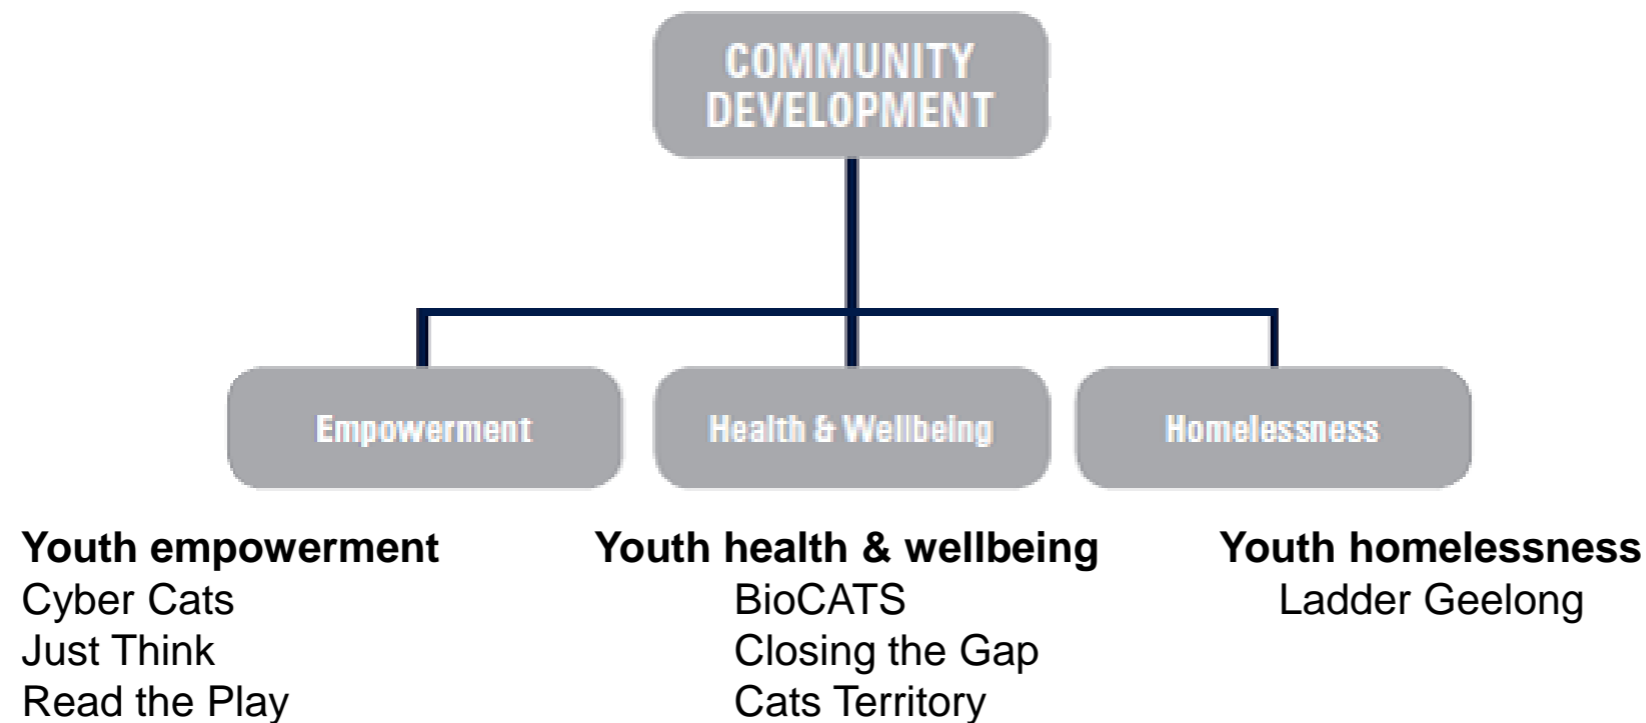 COMMUNITY
DEVELOPMENT
Empowerment
Health & Wellbeing
Homelessness
Youth empowerment
Cyber Cats
Just Think
Read the Play
Youth health & wellbeing
BioCATS
Closing the Gap
Cats Territory
Youth homelessness
Ladder Geelong